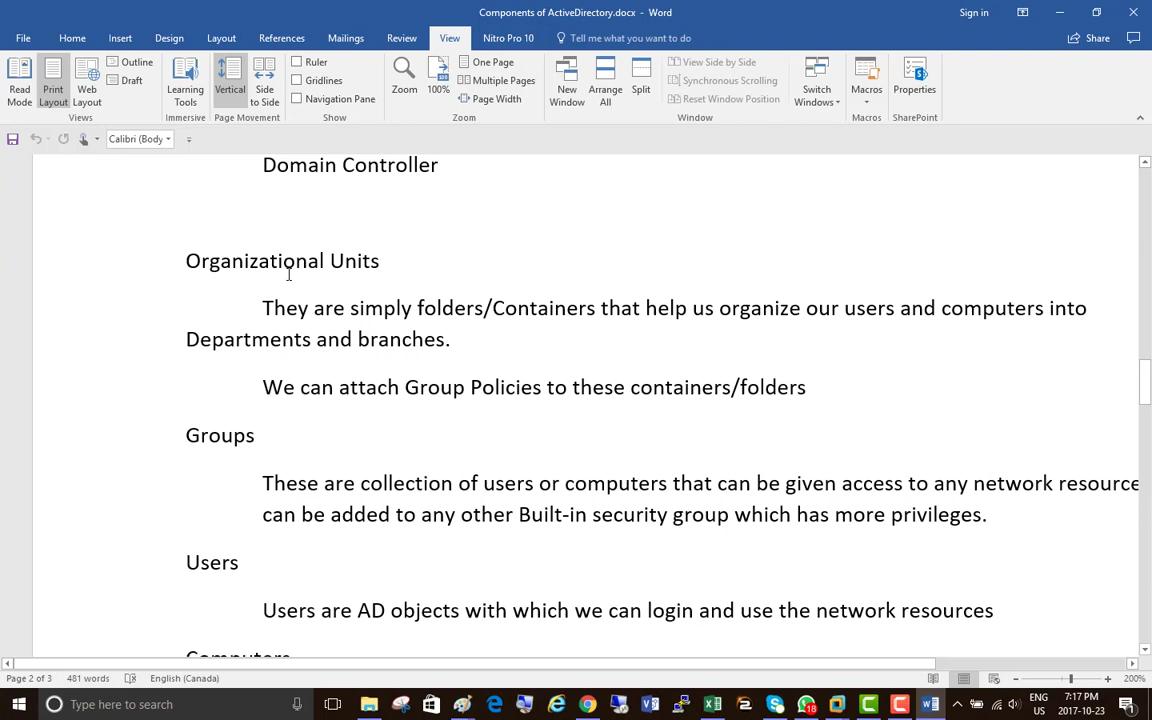 Components of ActiveDirectory.docx - Word
Sign in
File Home Insert Design Layout References Mailings Review View Nitro Pro 10 Tell me what you want to do Share
Read Mode
Print Layout
Web Layout
Outline
Draft
Views
Learning Tools
Immersive
Vertical
Side to Side
Page Movement
Ruler
Gridlines
Navigation Pane
Show
Zoom
100%
One Page
Multiple Pages
Page Width
Zoom
New Window
Arrange All
Split
View Side by Side
Synchronous Scrolling
Reset Window Position
Window
Switch Windows
Macros
Macros
Properties
SharePoint
Calibri (Body
Domain Controller
Organizational Units
They are simply folders/Containers that help us organize our users and computers into
Departments and branches.
We can attach Group Policies to these containers/folders
Groups
These are collection of users or computers that can be given access to any network resource
can be added to any other Built-in security group which has more privileges.
Users
Users are AD objects with which we can login and use the network resources
Computers
Page 2 of 3 481 words English (Canada) 200%
Type here to search
18
ENG
US
7:17 PM
2017-10-23
1